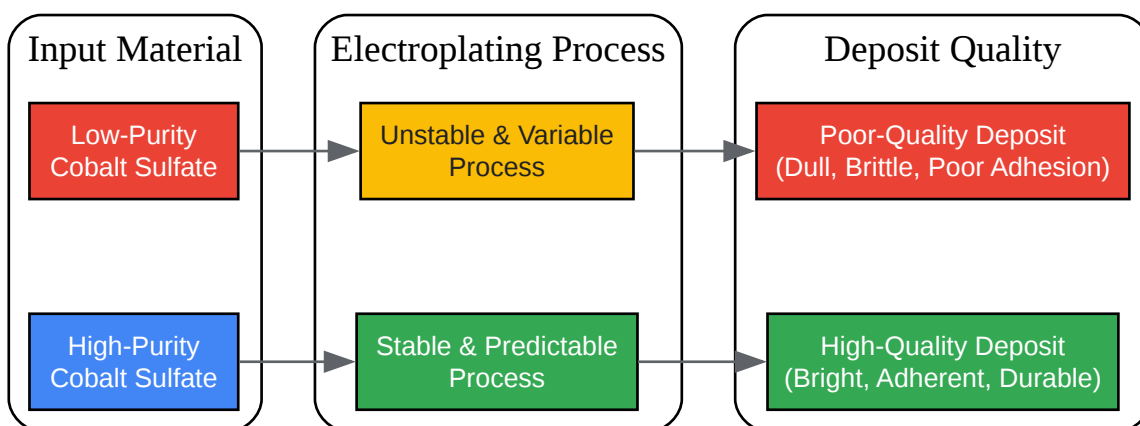 Input Material
Electroplating Process
Deposit Quality
Low-Purity
Cobalt Sulfate
Unstable & Variable
Process
Poor-Quality Deposit
(Dull, Brittle, Poor Adhesion)
High-Purity
Cobalt Sulfate
Stable & Predictable
Process
High-Quality Deposit
(Bright, Adherent, Durable)